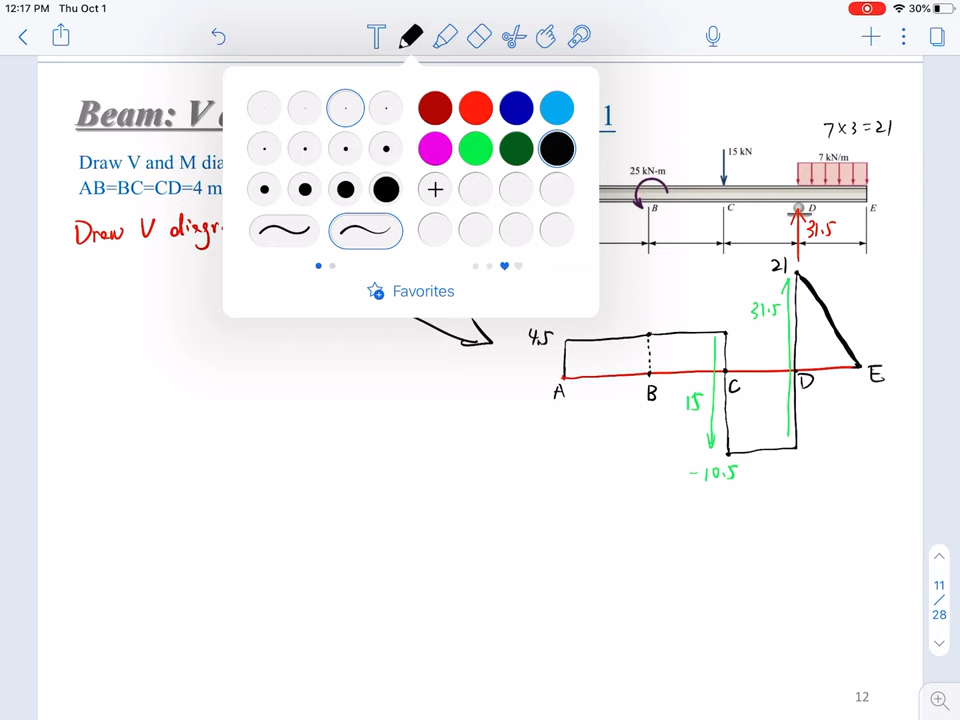 12:17 PM Thu Oct 1
30%
Beam: V
1
7 × 3 = 21
Draw V and M dia
AB=BC=CD=4 m
Draw V diagr
25 kN-m
15 kN
7 kN/m
B
C
D
E
31.5
Favorites
21
31.5
4.5
A
B
C
D
E
15
-10.5
11
28
12